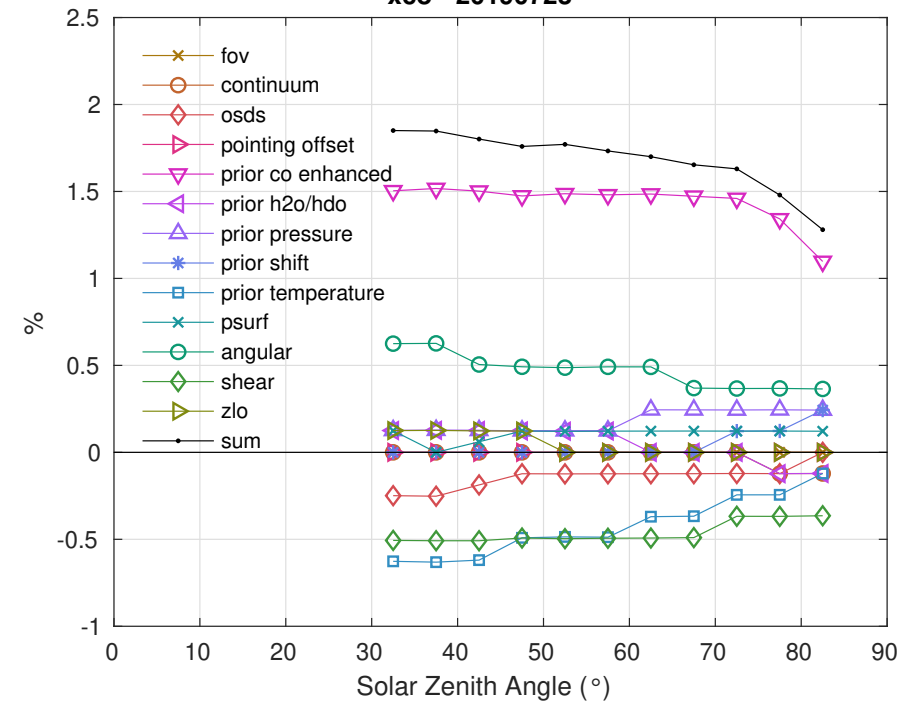 2.5
2
1.5
1
0.5
0
-0.5
-1
%
fov
continuum
osds
pointing offset
prior co enhanced
prior h2o/hdo
prior pressure
prior shift
prior temperature
psurf
angular
shear
zlo
sum
0 10 20 30 40 50 60 70 80 90
Solar Zenith Angle (°)